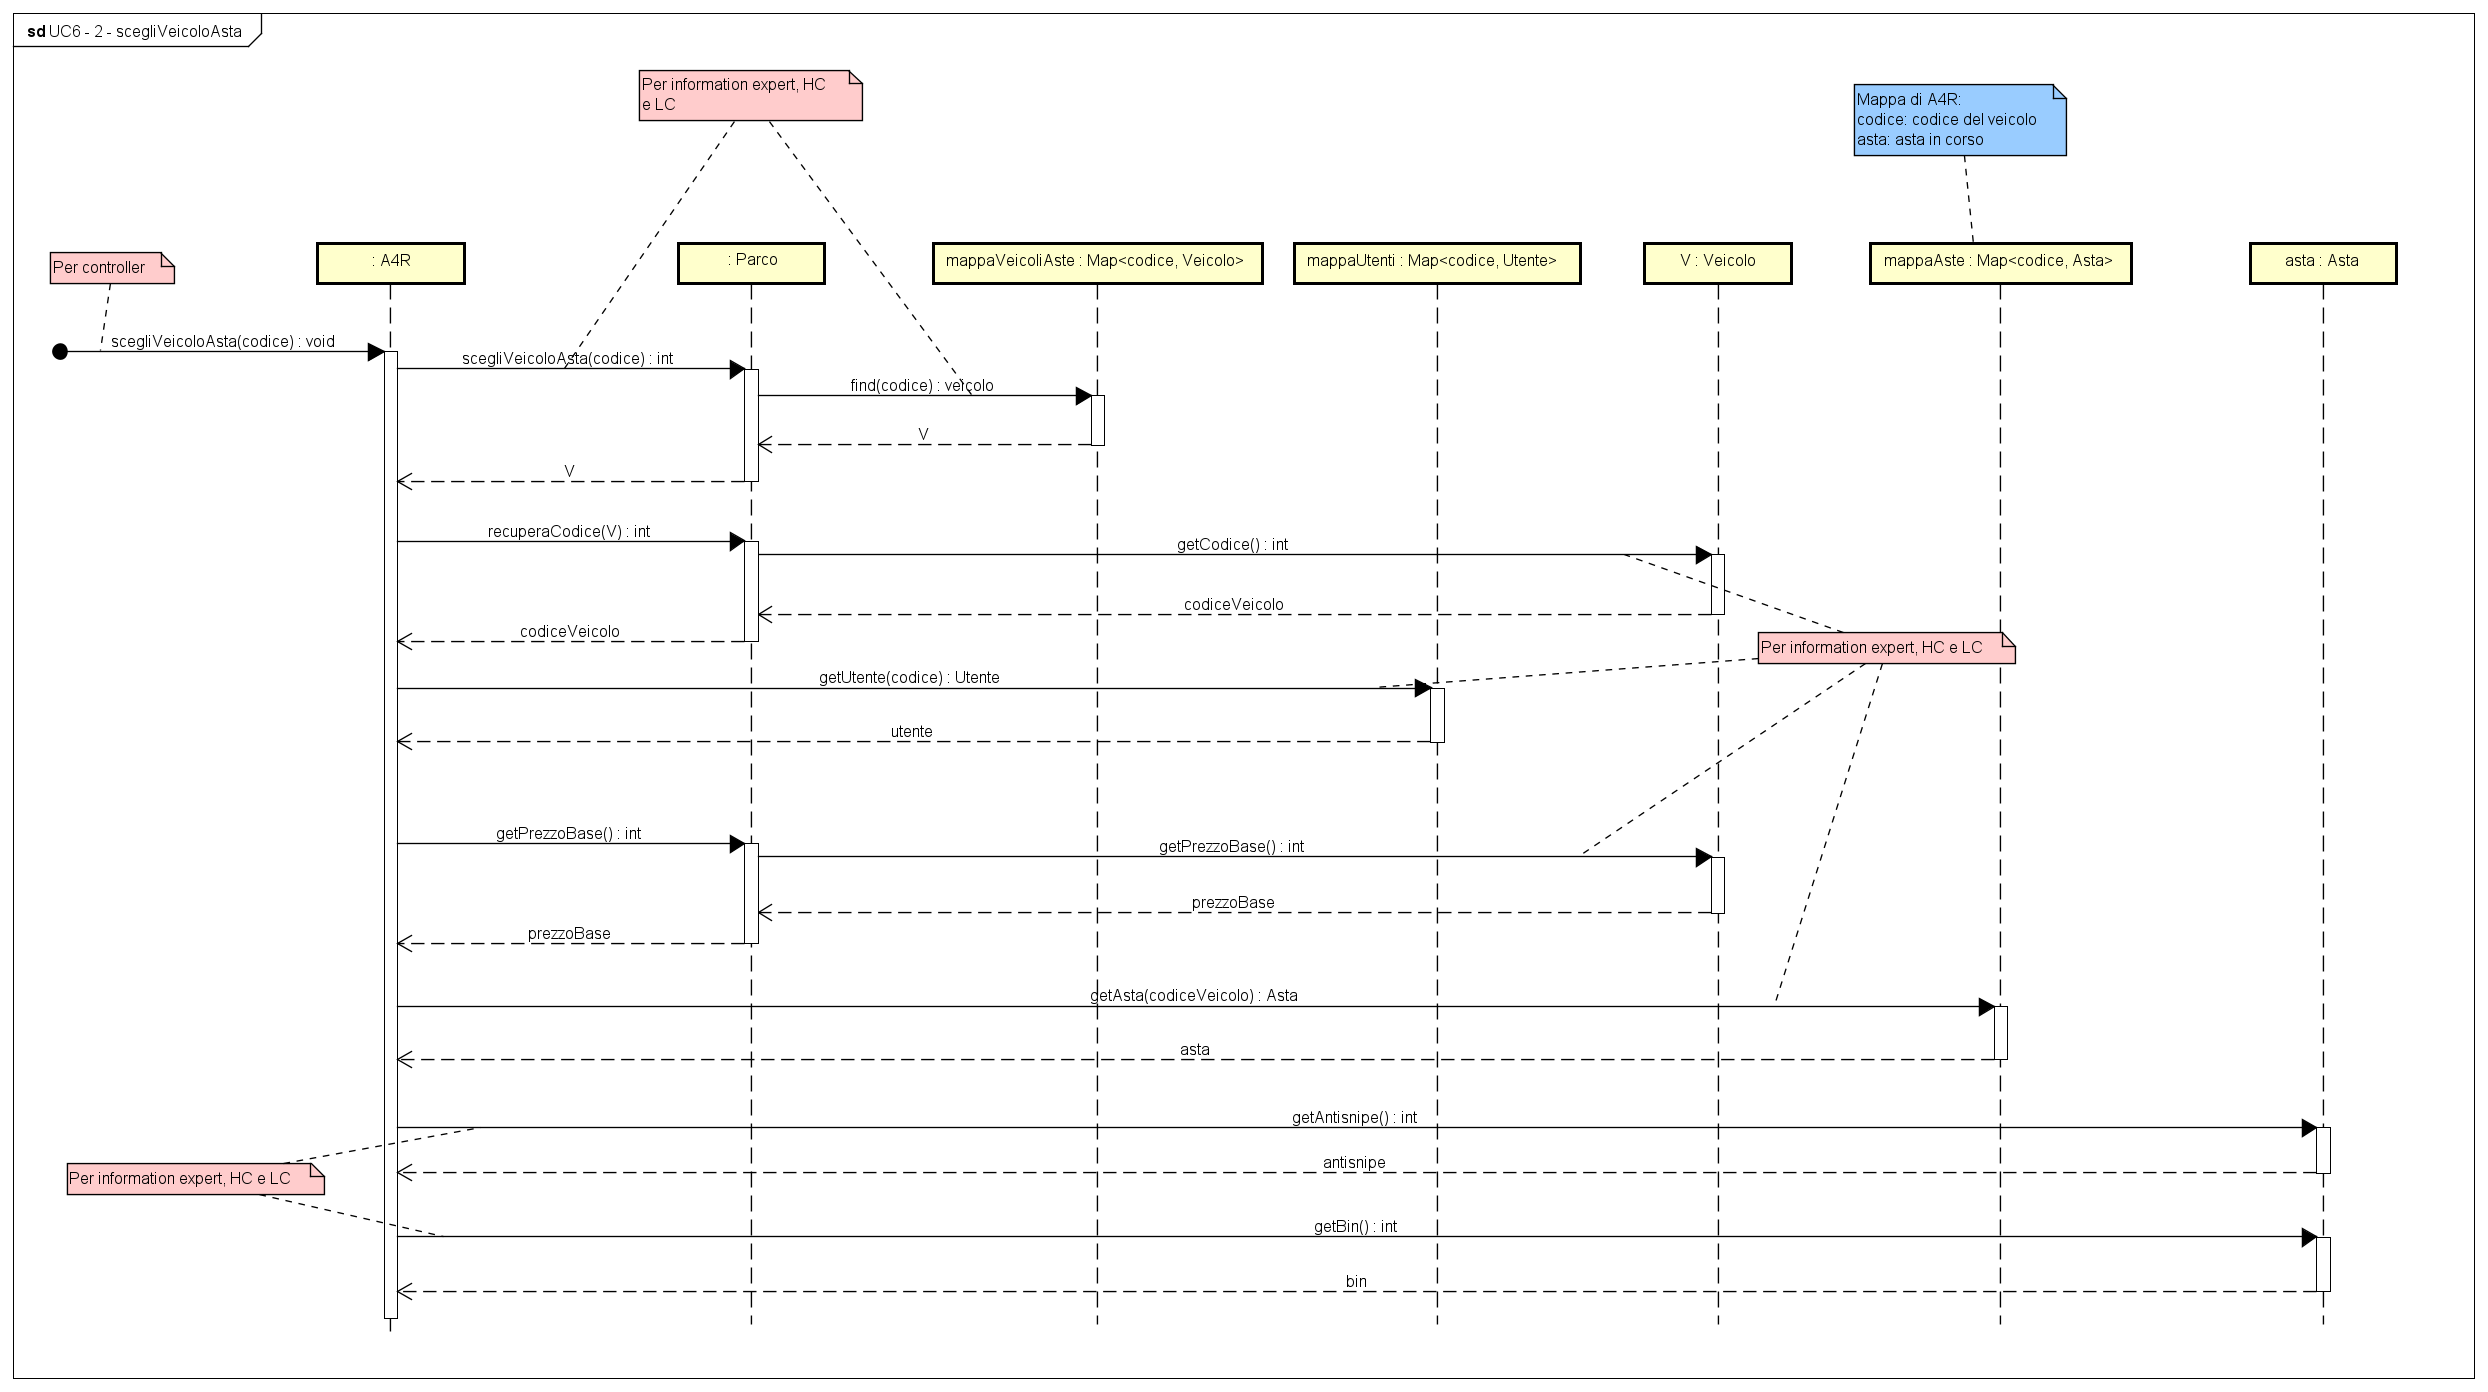 sd UC6 - 2 - scegliVeicoloAsta
Per information expert, HC
e LC
Mappa di A4R:
codice: codice del veicolo
asta: asta in corso
Per controller
: A4R
: Parco
mappaVeicoliAste : Map<codice, Veicolo>
mappaUtenti : Map<codice, Utente>
V : Veicolo
mappaAste : Map<codice, Asta>
asta : Asta
scegliVeicoloAsta(codice) : void
scegliVeicoloAsta(codice) : int
find(codice) : veicolo
V
V
recuperaCodice(V) : int
getCodice() : int
codiceVeicolo
codiceVeicolo
Per information expert, HC e LC
getUtente(codice) : Utente
utente
getPrezzoBase() : int
getPrezzoBase() : int
prezzoBase
prezzoBase
getAsta(codiceVeicolo) : Asta
asta
getAntisnipe() : int
antisnipe
Per information expert, HC e LC
getBin() : int
bin